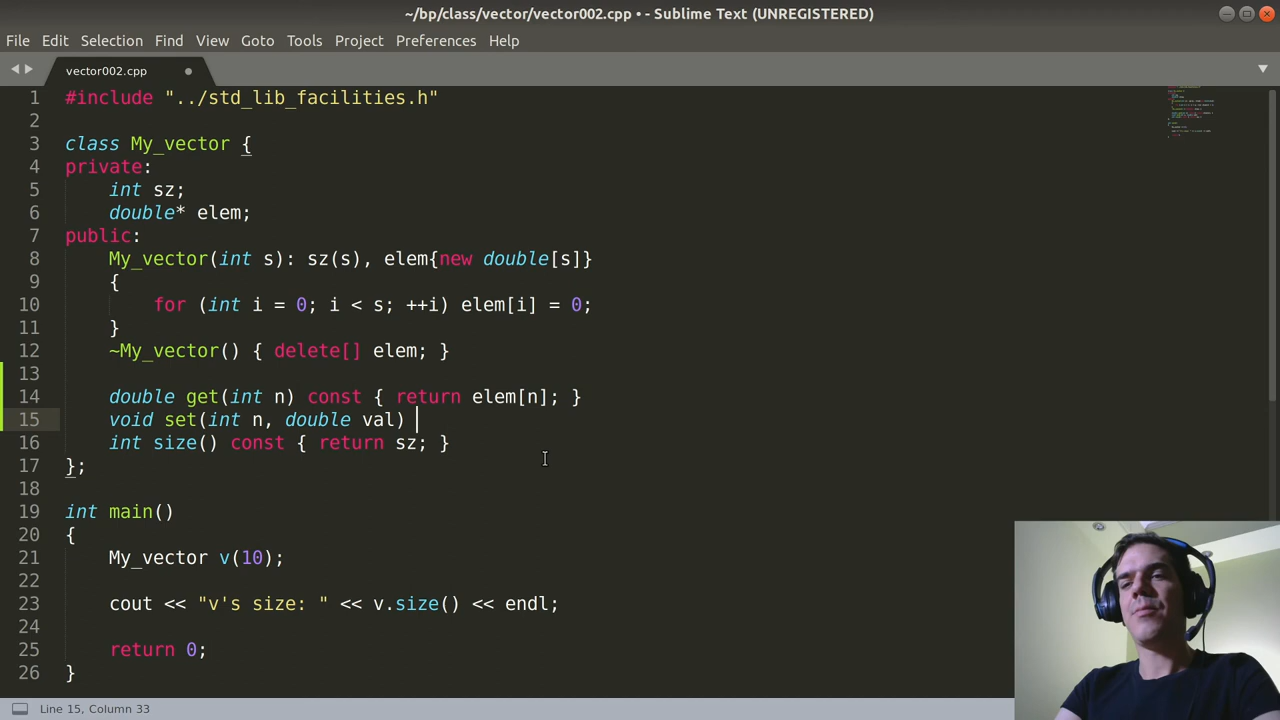 ~/bp/class/vector/vector002.cpp • - Sublime Text (UNREGISTERED)
File Edit Selection Find View Goto Tools Project Preferences Help
vector002.cpp
1 #include "../std_lib_facilities.h"
2
3 class My_vector {
4 private:
5 int sz;
6 double* elem;
7 public:
8 My_vector(int s): sz(s), elem{new double[s]}
9 {
10 for (int i = 0; i < s; ++i) elem[i] = 0;
11 }
12 ~My_vector() { delete[] elem; }
13
14 double get(int n) const { return elem[n]; }
15 void set(int n, double val)
16 int size() const { return sz; }
17 };
18
19 int main()
20 {
21 My_vector v(10);
22
23 cout << "v's size: " << v.size() << endl;
24
25 return 0;
26 }
Line 15, Column 33